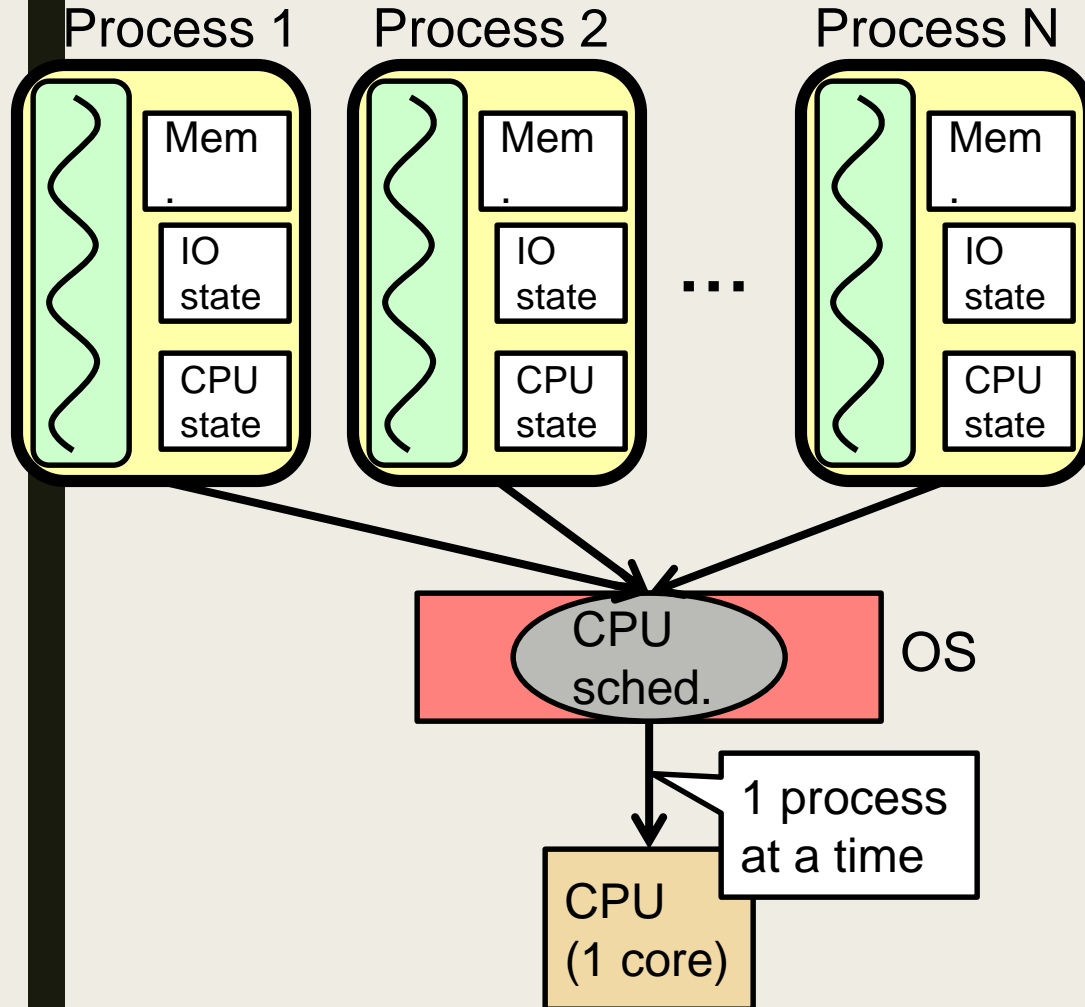 Process 1
Process 2
Process N
Mem
.
IO
state
CPU
state
Mem
.
IO
state
CPU
state
...
Mem
.
IO
state
CPU
state
CPU
sched.
OS
1 process
at a time
CPU
(1 core)